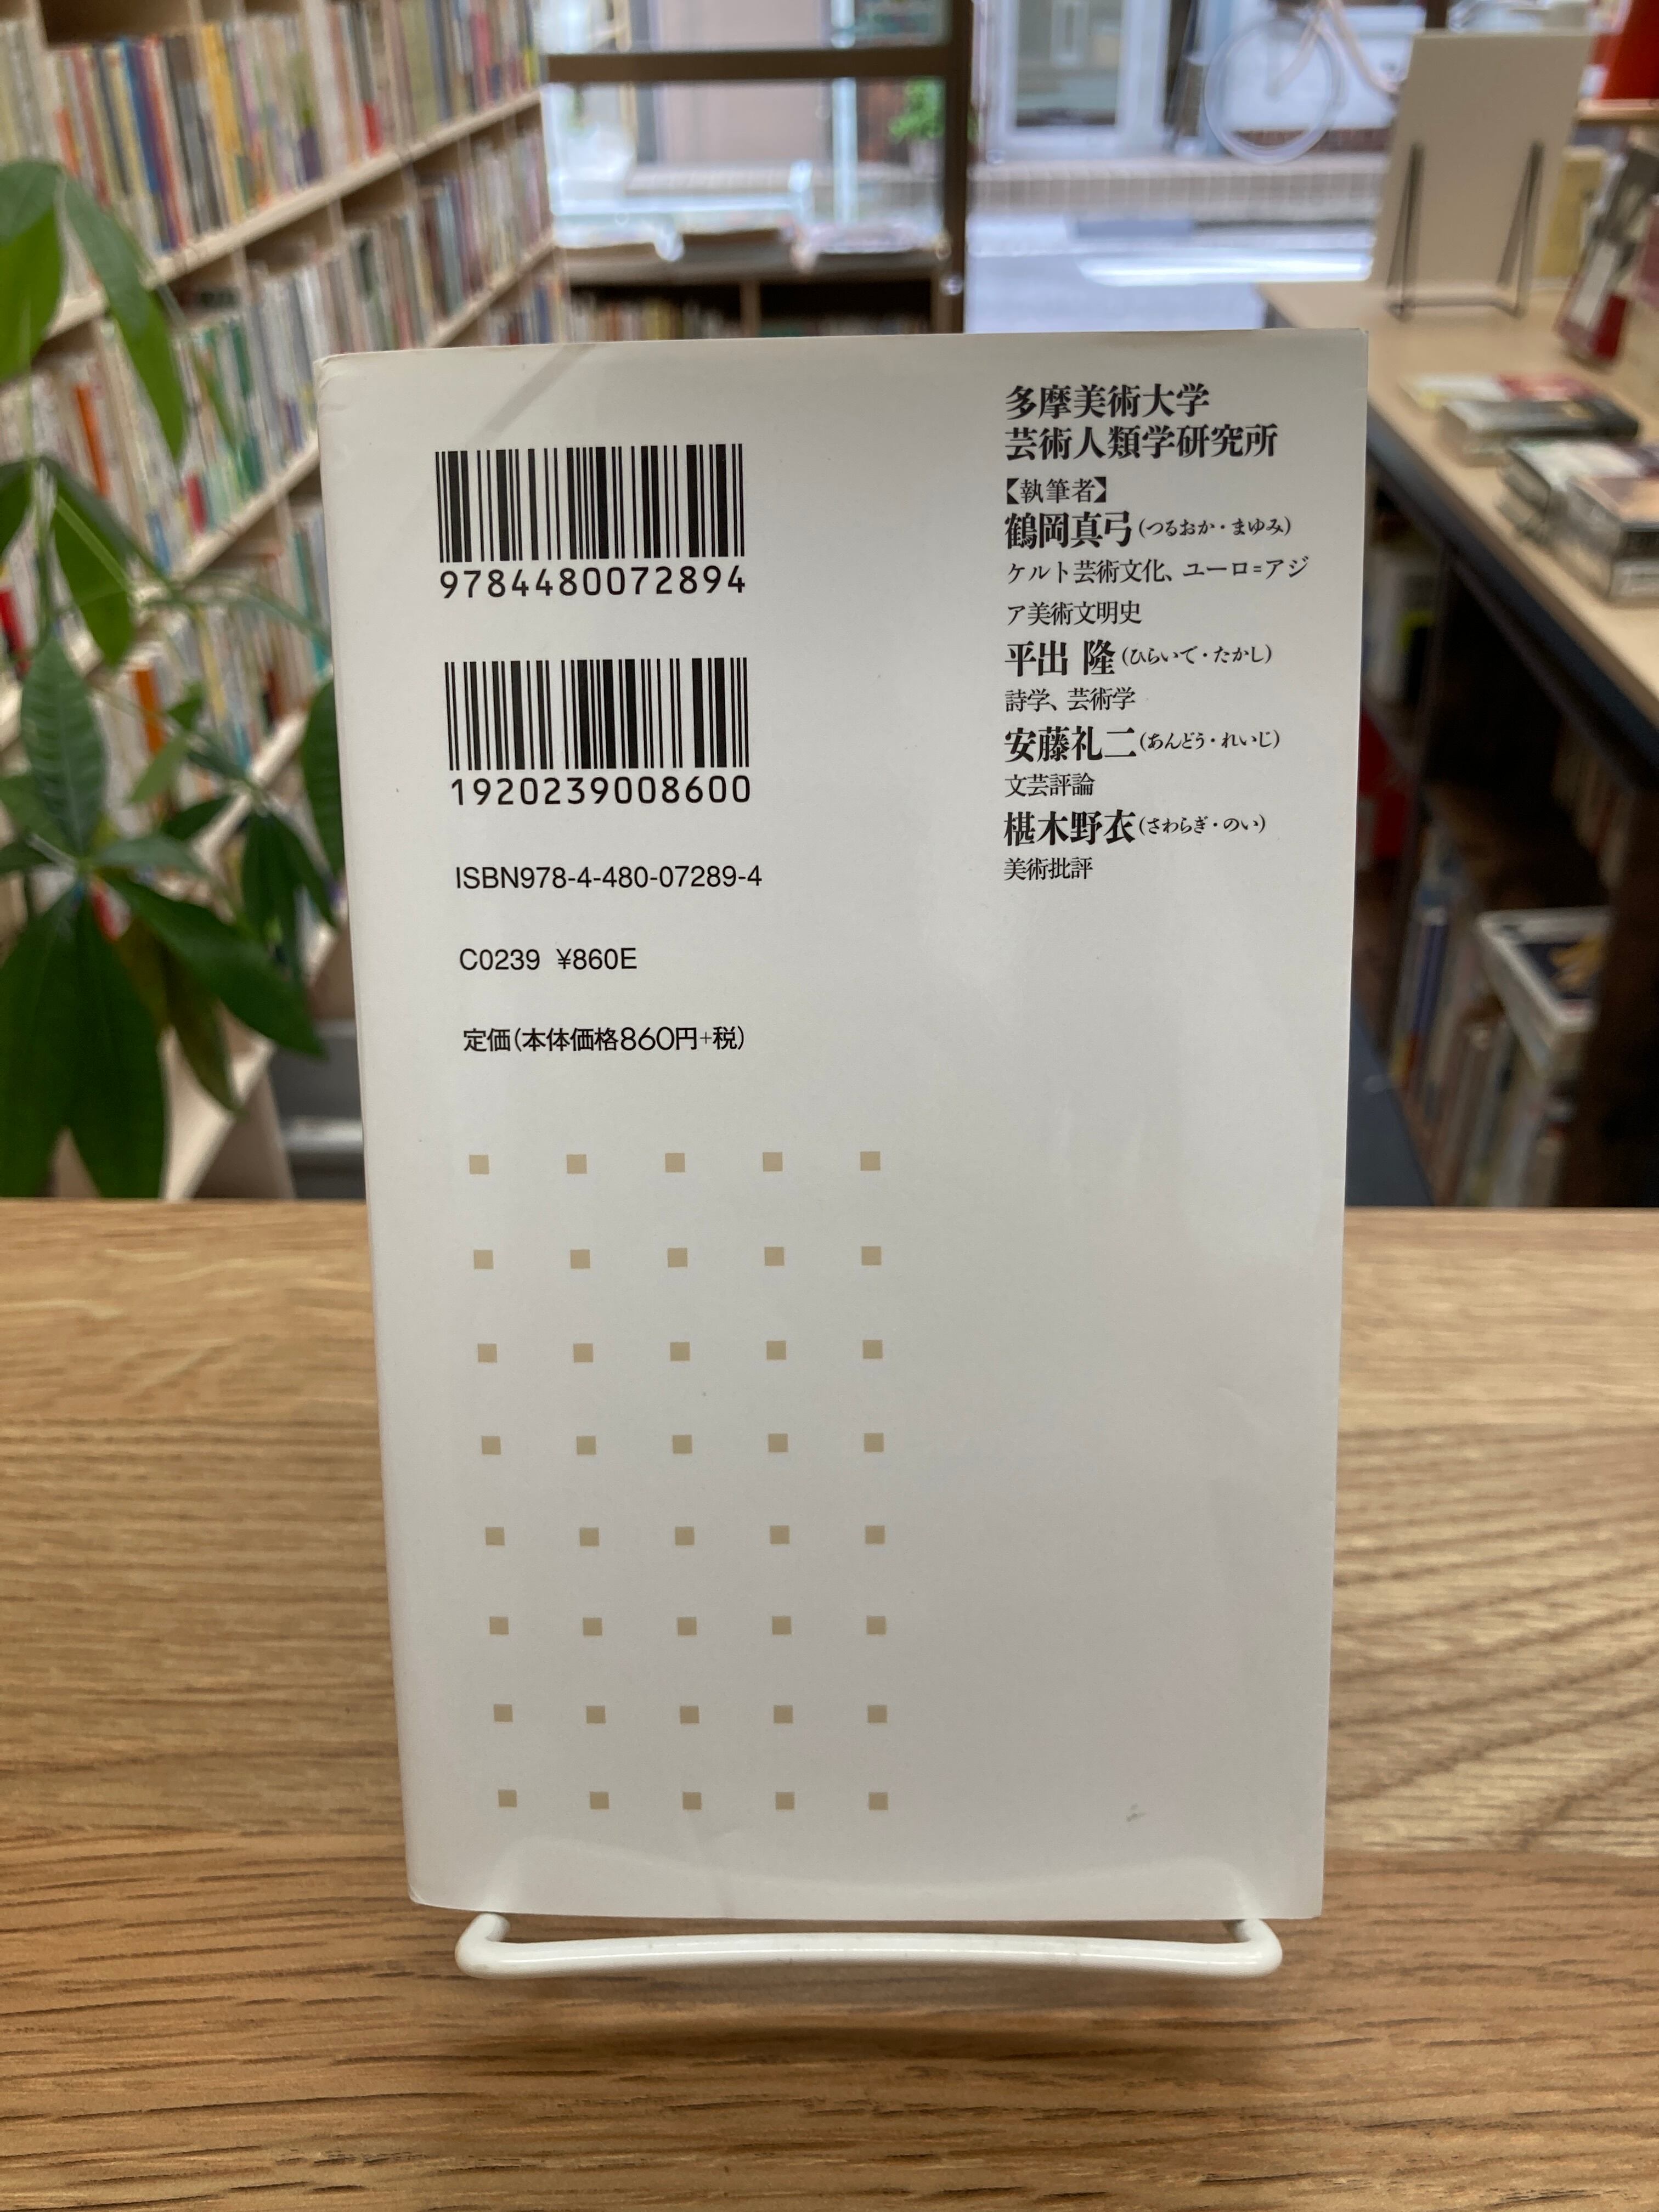 9784480072894
1920239008600
ISBN978-4-480-07289-4
C0239 ¥860E
定価(本体価格860円+税)
多摩美術大学
芸術人類学研究所
【執筆者】
鶴岡真弓(つるおか・まゆみ)
ケルト芸術文化、ユーロ=アジ
ア美術文明史
平出 隆(ひらいで・たかし)
詩学、芸術学
安藤礼二(あんどう・れいじ)
文芸評論
椹木野衣(さわらぎ・のい)
美術批評